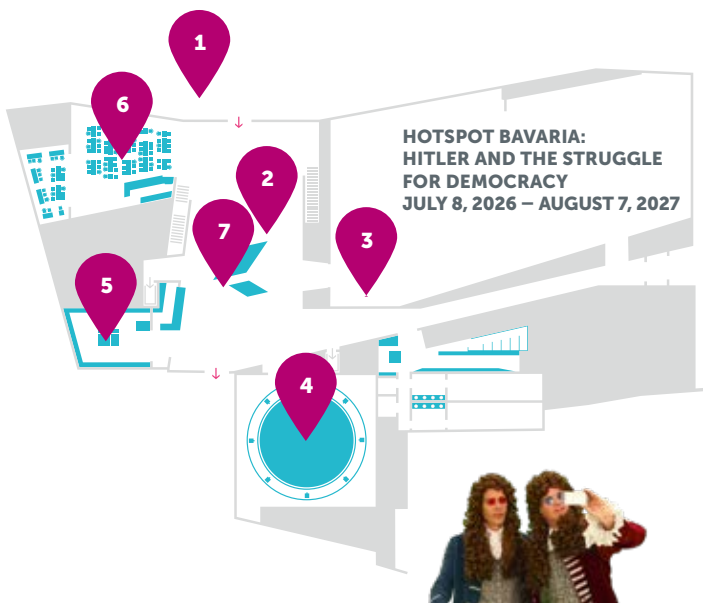 1
6
HOTSPOT BAVARIA:
HITLER AND THE STRUGGLE
FOR DEMOCRACY
JULY 8, 2026 – AUGUST 7, 2027
2
7
3
5
4